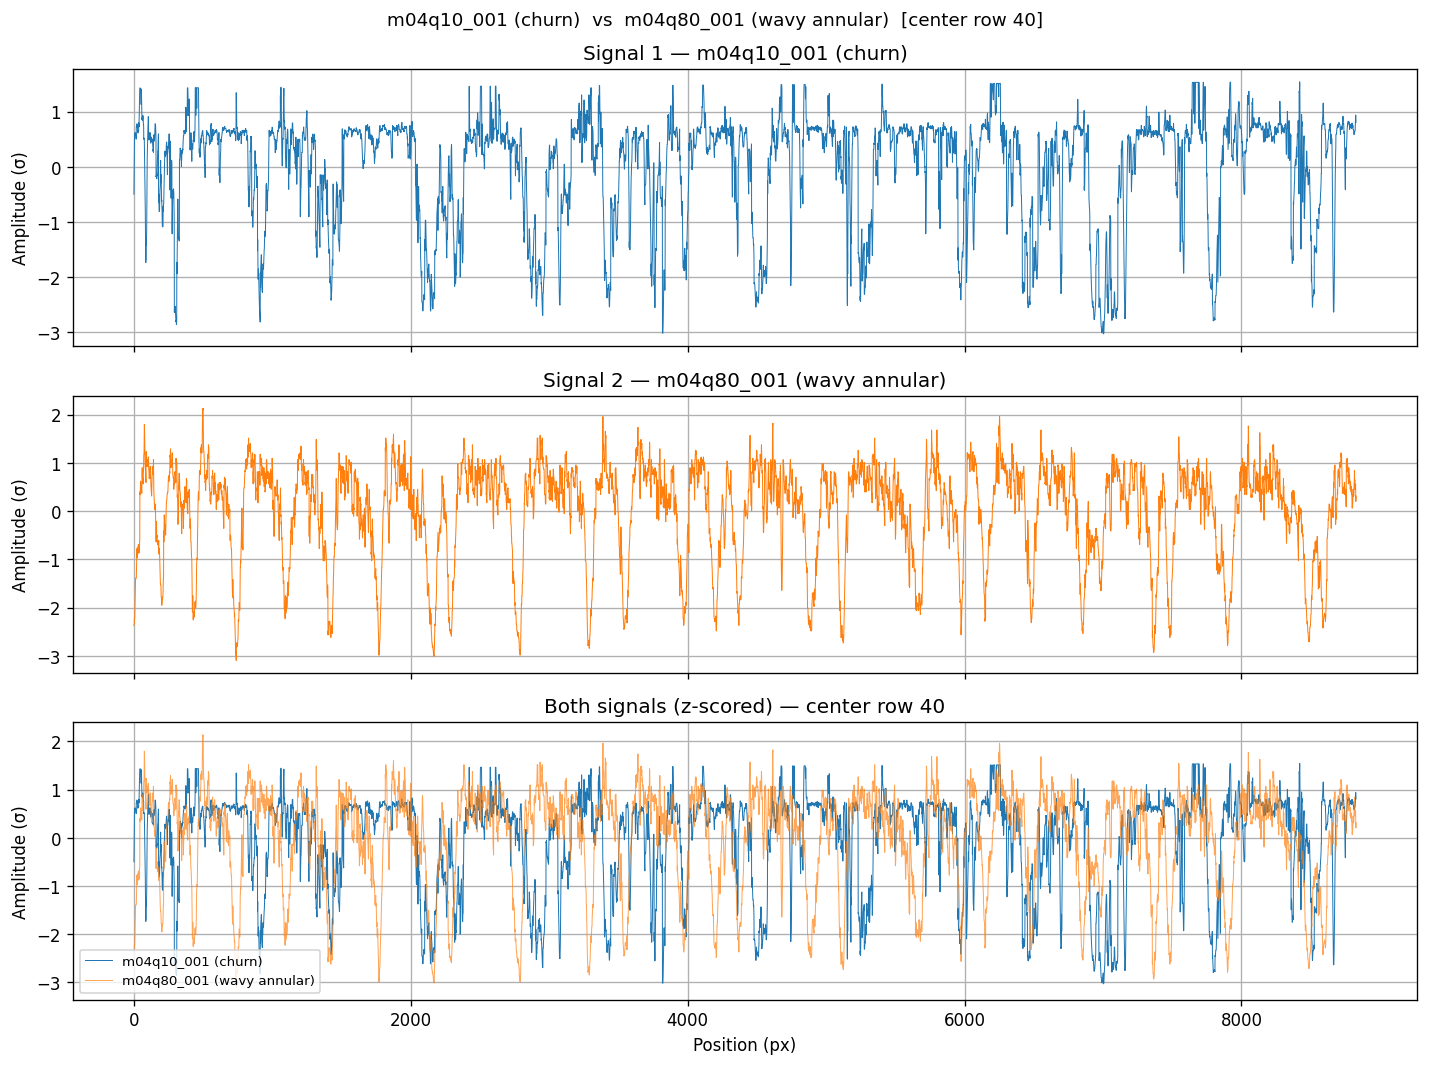 m04q10_001 (churn)  vs  m04q80_001 (wavy annular)  [center row 40]
Signal 1 — m04q10_001 (churn)
Amplitude (σ)
1
0
−1
−2
−3
Signal 2 — m04q80_001 (wavy annular)
Amplitude (σ)
2
1
0
−1
−2
−3
Both signals (z-scored) — center row 40
Amplitude (σ)
2
1
0
−1
−2
−3
m04q10_001 (churn)
m04q80_001 (wavy annular)
0 2000 4000 6000 8000
Position (px)